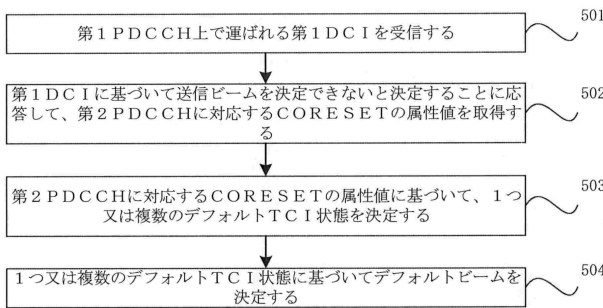 第１ＰＤＣＣＨ上で運ばれる第１ＤＣＩを受信する
501
第１ＤＣＩに基づいて送信ビームを決定できないと決定することに応
答して、第２ＰＤＣＣＨに対応するＣＯＲＥＳＥＴの属性値を取得す
る
502
第２ＰＤＣＣＨに対応するＣＯＲＥＳＥＴの属性値に基づいて、１つ
又は複数のデフォルトＴＣＩ状態を決定する
503
１つ又は複数のデフォルトＴＣＩ状態に基づいてデフォルトビームを
決定する
504